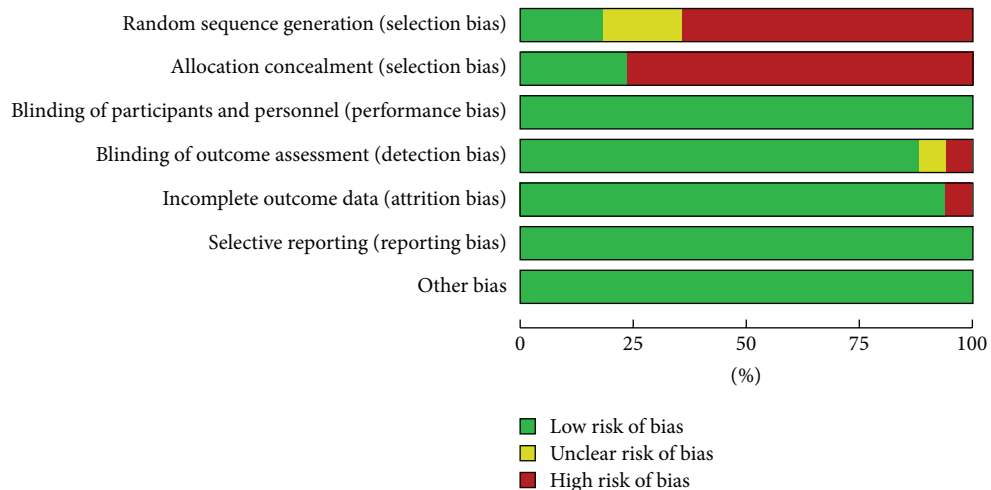 Random sequence generation (selection bias)
Allocation concealment (selection bias)
Blinding of participants and personnel (performance bias)
Blinding of outcome assessment (detection bias)
Incomplete outcome data (attrition bias)
Selective reporting (reporting bias)
Other bias
0 25 50 75 100
(%)
Low risk of bias
Unclear risk of bias
High risk of bias